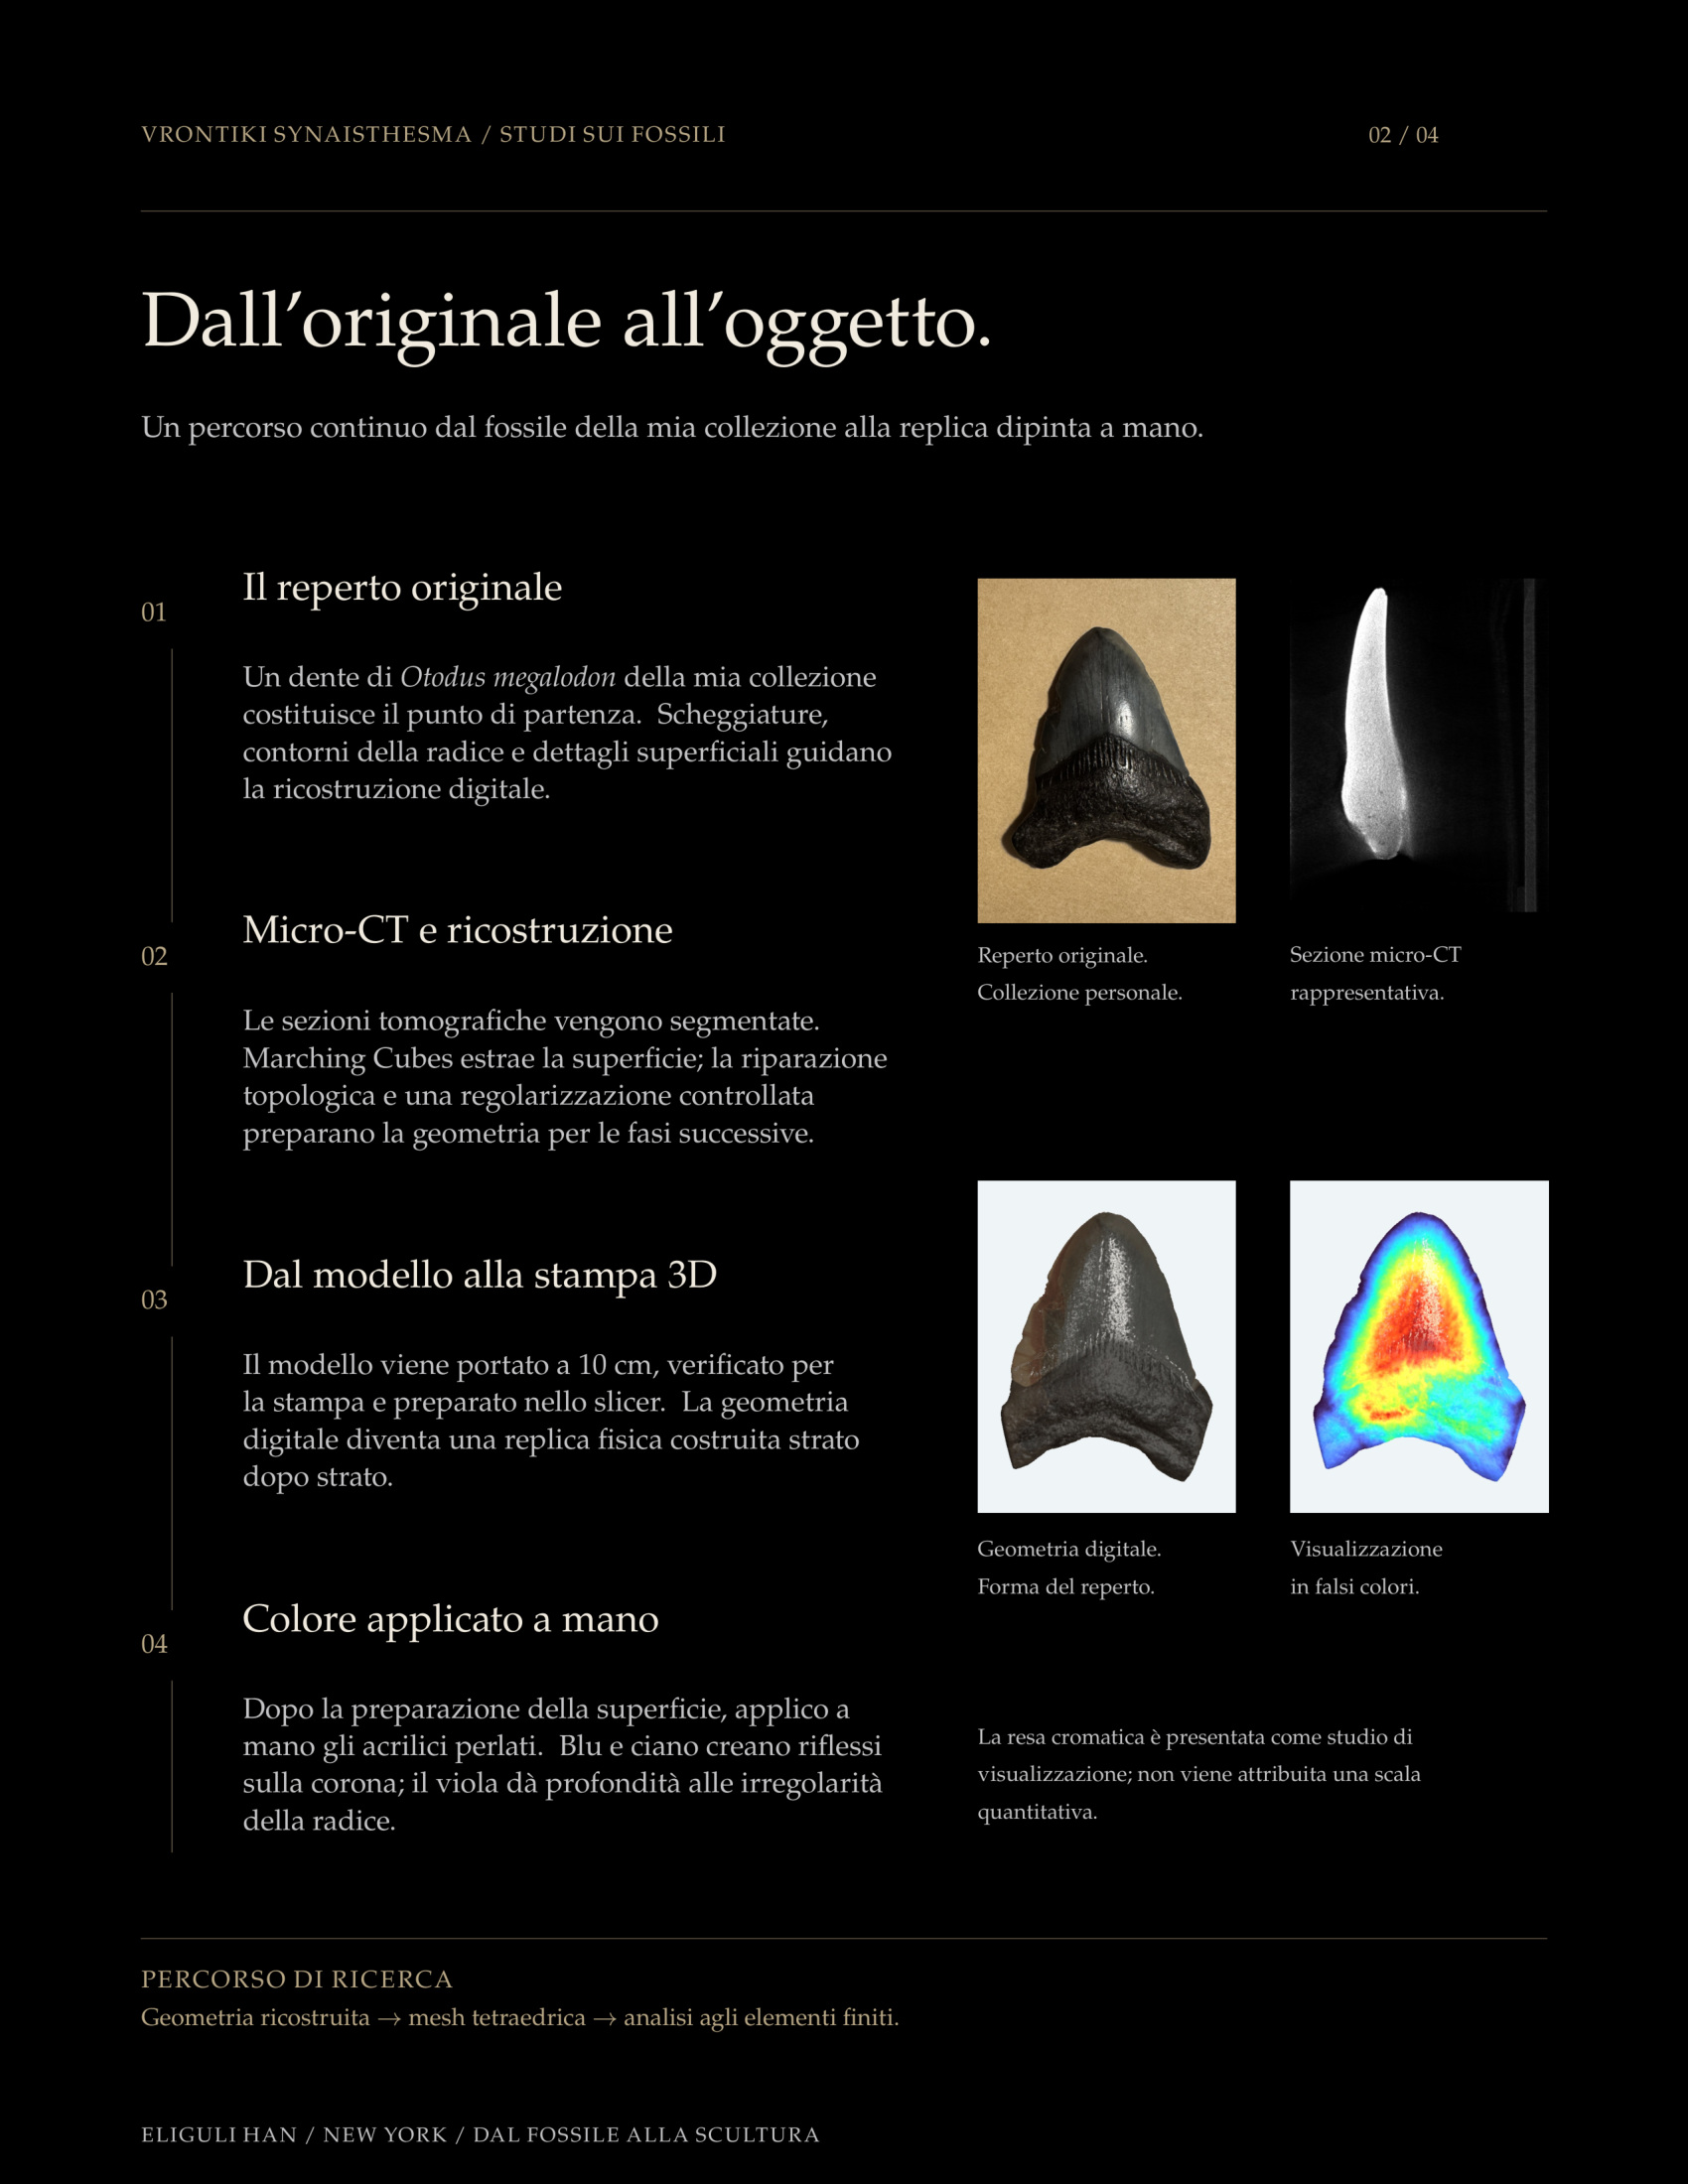 VRONTIKI SYNAISTHESMA / STUDI SUI FOSSILI
02 / 04
Dall’originale all’oggetto.
Un percorso continuo dal fossile della mia collezione alla replica dipinta a mano.
01
Il reperto originale
Un dente di Otodus megalodon della mia collezione
costituisce il punto di partenza. Scheggiature,
contorni della radice e dettagli superficiali guidano
la ricostruzione digitale.
02
Micro-CT e ricostruzione
Le sezioni tomografiche vengono segmentate.
Marching Cubes estrae la superficie; la riparazione
topologica e una regolarizzazione controllata
preparano la geometria per le fasi successive.
03
Dal modello alla stampa 3D
Il modello viene portato a 10 cm, verificato per
la stampa e preparato nello slicer. La geometria
digitale diventa una replica fisica costruita strato
dopo strato.
04
Colore applicato a mano
Dopo la preparazione della superficie, applico a
mano gli acrilici perlati. Blu e ciano creano riflessi
sulla corona; il viola dà profondità alle irregolarità
della radice.
Reperto originale.
Collezione personale.
Sezione micro-CT
rappresentativa.
Geometria digitale.
Forma del reperto.
Visualizzazione
in falsi colori.
La resa cromatica è presentata come studio di
visualizzazione; non viene attribuita una scala
quantitativa.
PERCORSO DI RICERCA
Geometria ricostruita → mesh tetraedrica → analisi agli elementi finiti.
ELIGULI HAN / NEW YORK / DAL FOSSILE ALLA SCULTURA